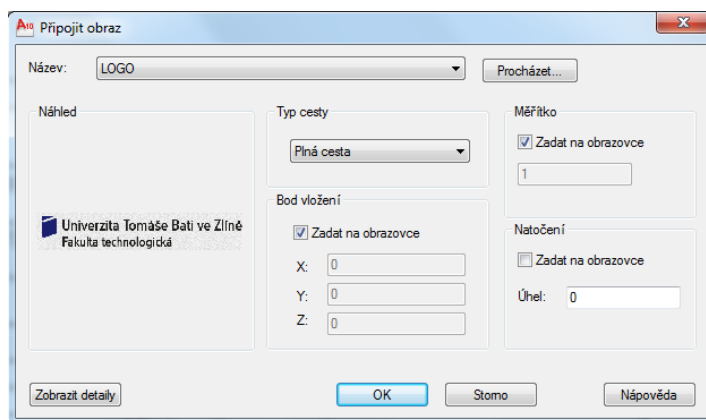 A10 Připojit obraz
Název: LOGO Procházet...
Náhled
Univerzita Tomáše Bati ve Zlíně
Fakulta technologická
Typ cesty
Plná cesta
Bod vložení
Zadat na obrazovce
X: 0
Y: 0
Z: 0
Měřítko
Zadat na obrazovce
1
Natočení
Zadat na obrazovce
Úhel: 0
Zobrazit detaily OK Storno Nápověda